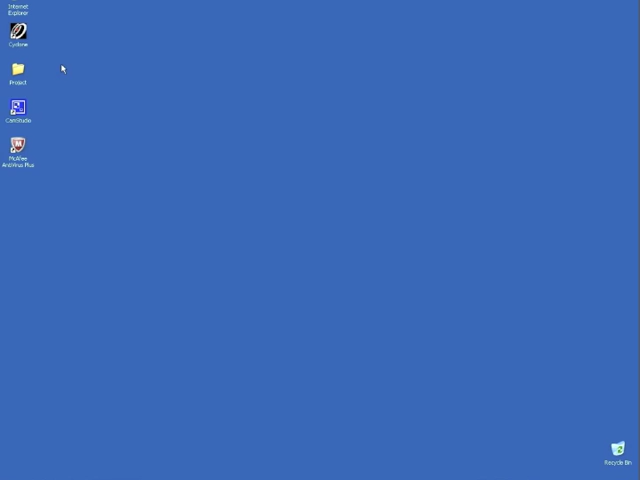 Internet
Explorer
Cyclone
Project
CamStudio
McAfee
AntiVirus Plus
Recycle Bin